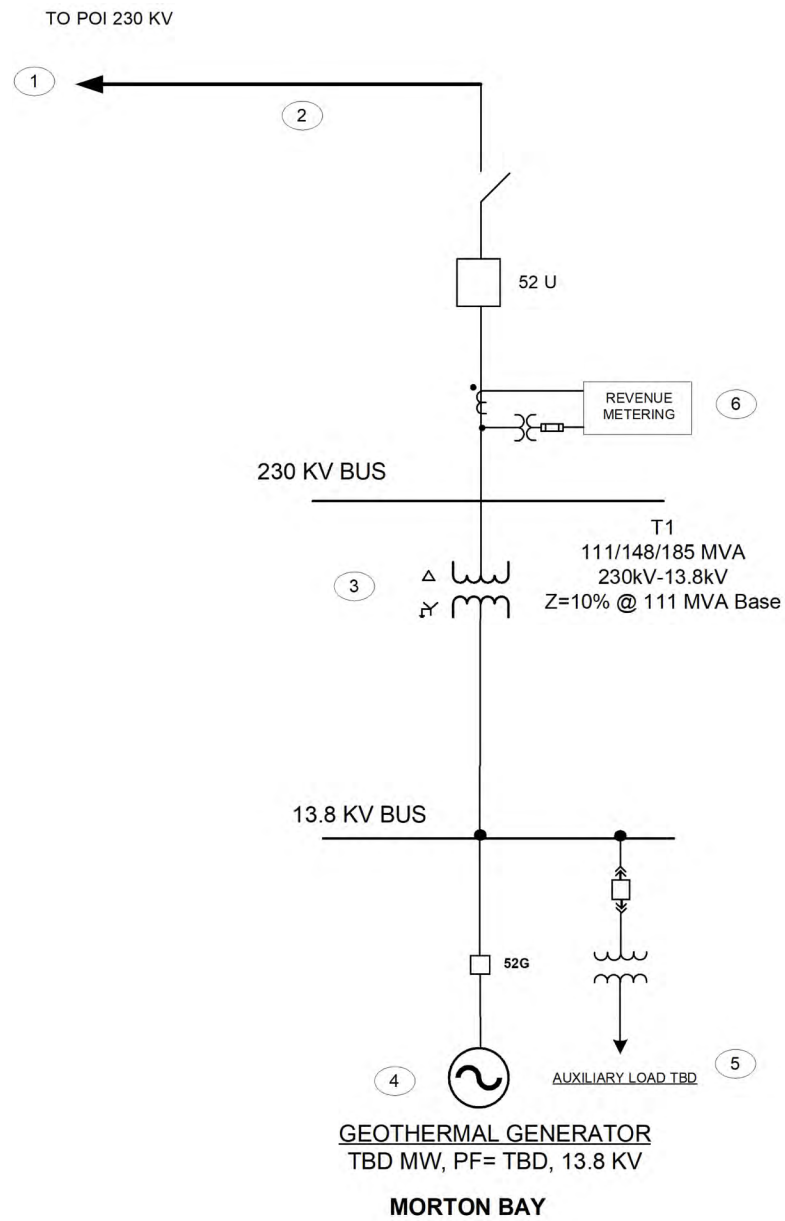 TO POI 230 KV
1
2
52 U
REVENUE
METERING
6
230 KV BUS
T1
111/148/185 MVA
230kV-13.8kV
Z=10% @ 111 MVA Base
3
13.8 KV BUS
52G
4
5
AUXILIARY LOAD TBD
GEOTHERMAL GENERATOR
TBD MW, PF= TBD, 13.8 KV
MORTON BAY